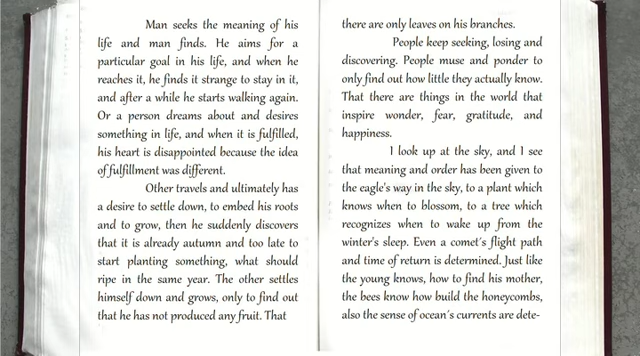 Man seeks the meaning of his
life and man finds. He aims for a
particular goal in his life, and when he
reaches it, he finds it strange to stay in it,
and after a while he starts walking again.
Or a person dreams about and desires
something in life, and when it is fulfilled,
his heart is disappointed because the idea
of fulfillment was different.
Other travels and ultimately has
a desire to settle down, to embed his roots
and to grow, then he suddenly discovers
that it is already autumn and too late to
start planting something, what should
ripe in the same year. The other settles
himself down and grows, only to find out
that he has not produced any fruit. That
there are only leaves on his branches.
People keep seeking, losing and
discovering. People muse and ponder to
only find out how little they actually know.
That there are things in the world that
inspire wonder, fear, gratitude, and
happiness.
I look up at the sky, and I see
that meaning and order has been given to
the eagle's way in the sky, to a plant which
knows when to blossom, to a tree which
recognizes when to wake up from the
winter's sleep. Even a comet´s flight path
and time of return is determined. Just like
the young knows, how to find his mother,
the bees know how build the honeycombs,
also the sense of ocean´s currents are dete-